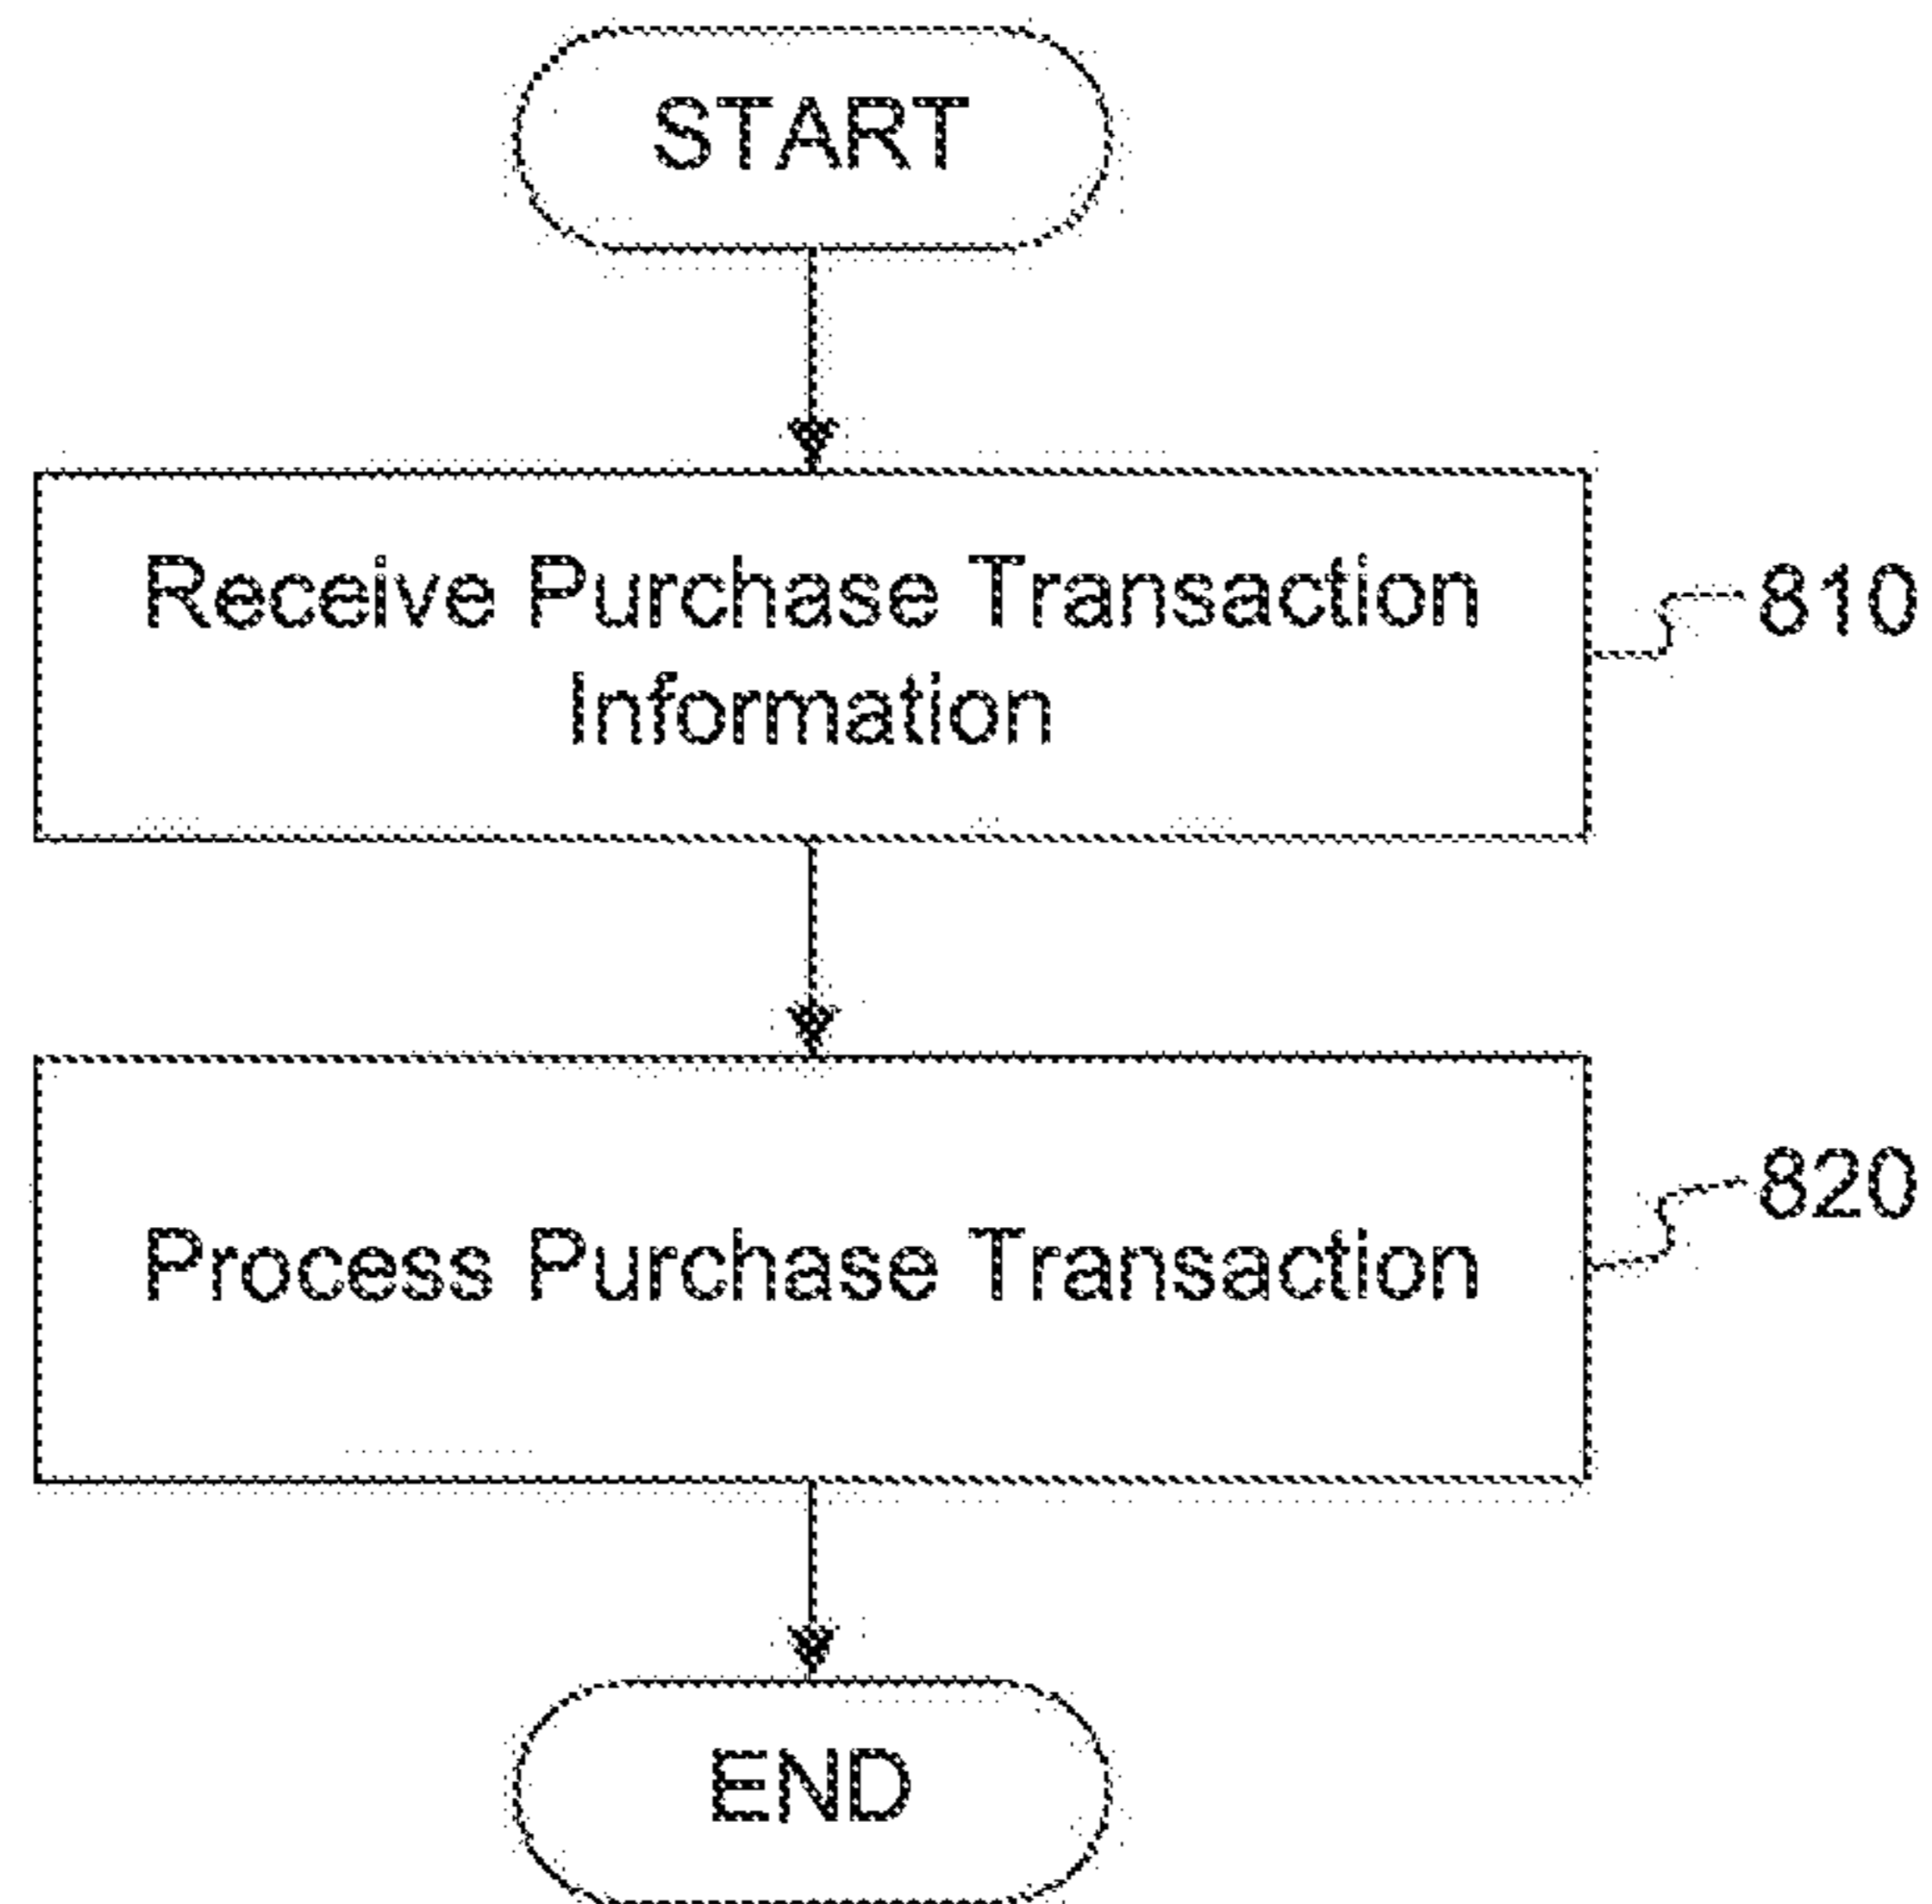 START
Receive Purchase Transaction
Information
810
Process Purchase Transaction
820
END